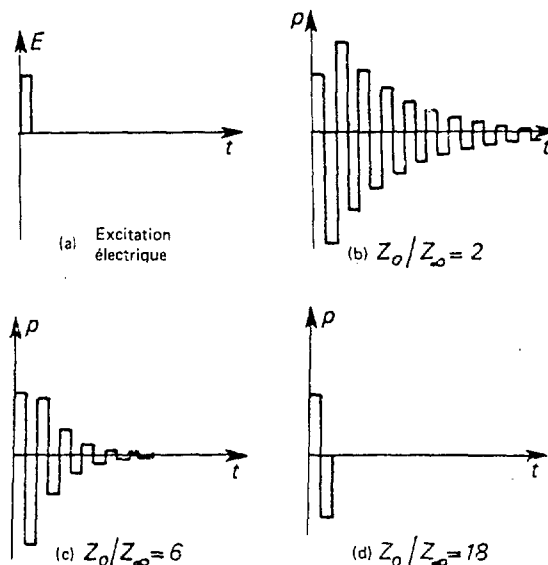 E
t
(a) Excitation
électrique
p
t
(b) Z₀/Z∞ = 2
p
t
(c) Z₀/Z∞ = 6
p
t
(d) Z₀/Z∞ = 18